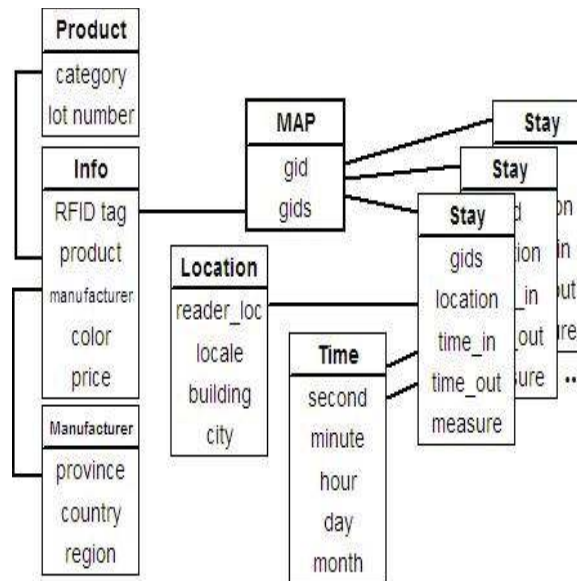 Product
category
lot number
Info
RFID tag
product
manufacturer
color
price
Manufacturer
province
country
region
MAP
gid
gids
Location
reader_loc
locale
building
city
Time
second
minute
hour
day
month
Stay
gids
location
time_in
time_out
measure
Stay
Stay
...